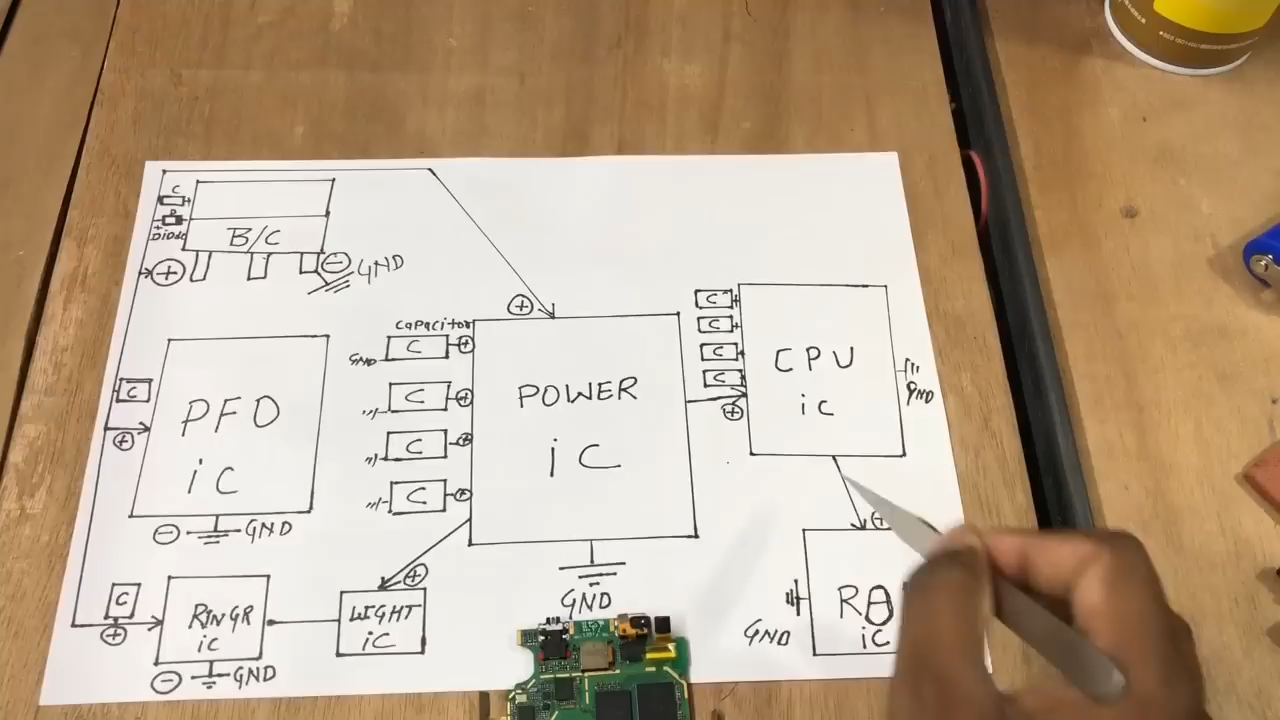 C
D
+
Diode
B/C
+
-
GND
+
Capacitor
C
+
GND
C
+
C
+
C
+
POWER
iC
GND
C
C
C
C
+
CPU
iC
GND
C
PFO
iC
+
-
GND
C
+
RINGR
iC
-
GND
+
LIGHT
iC
+
GND
iC